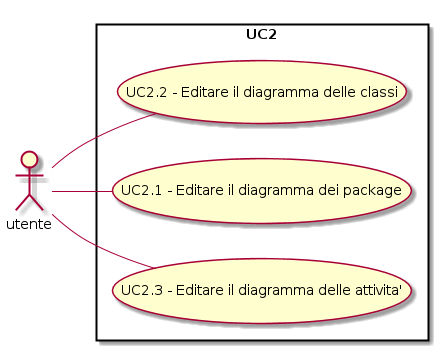 UC2
UC2.2 - Editare il diagramma delle classi
UC2.1 - Editare il diagramma dei package
utente
UC2.3 - Editare il diagramma delle attivita'